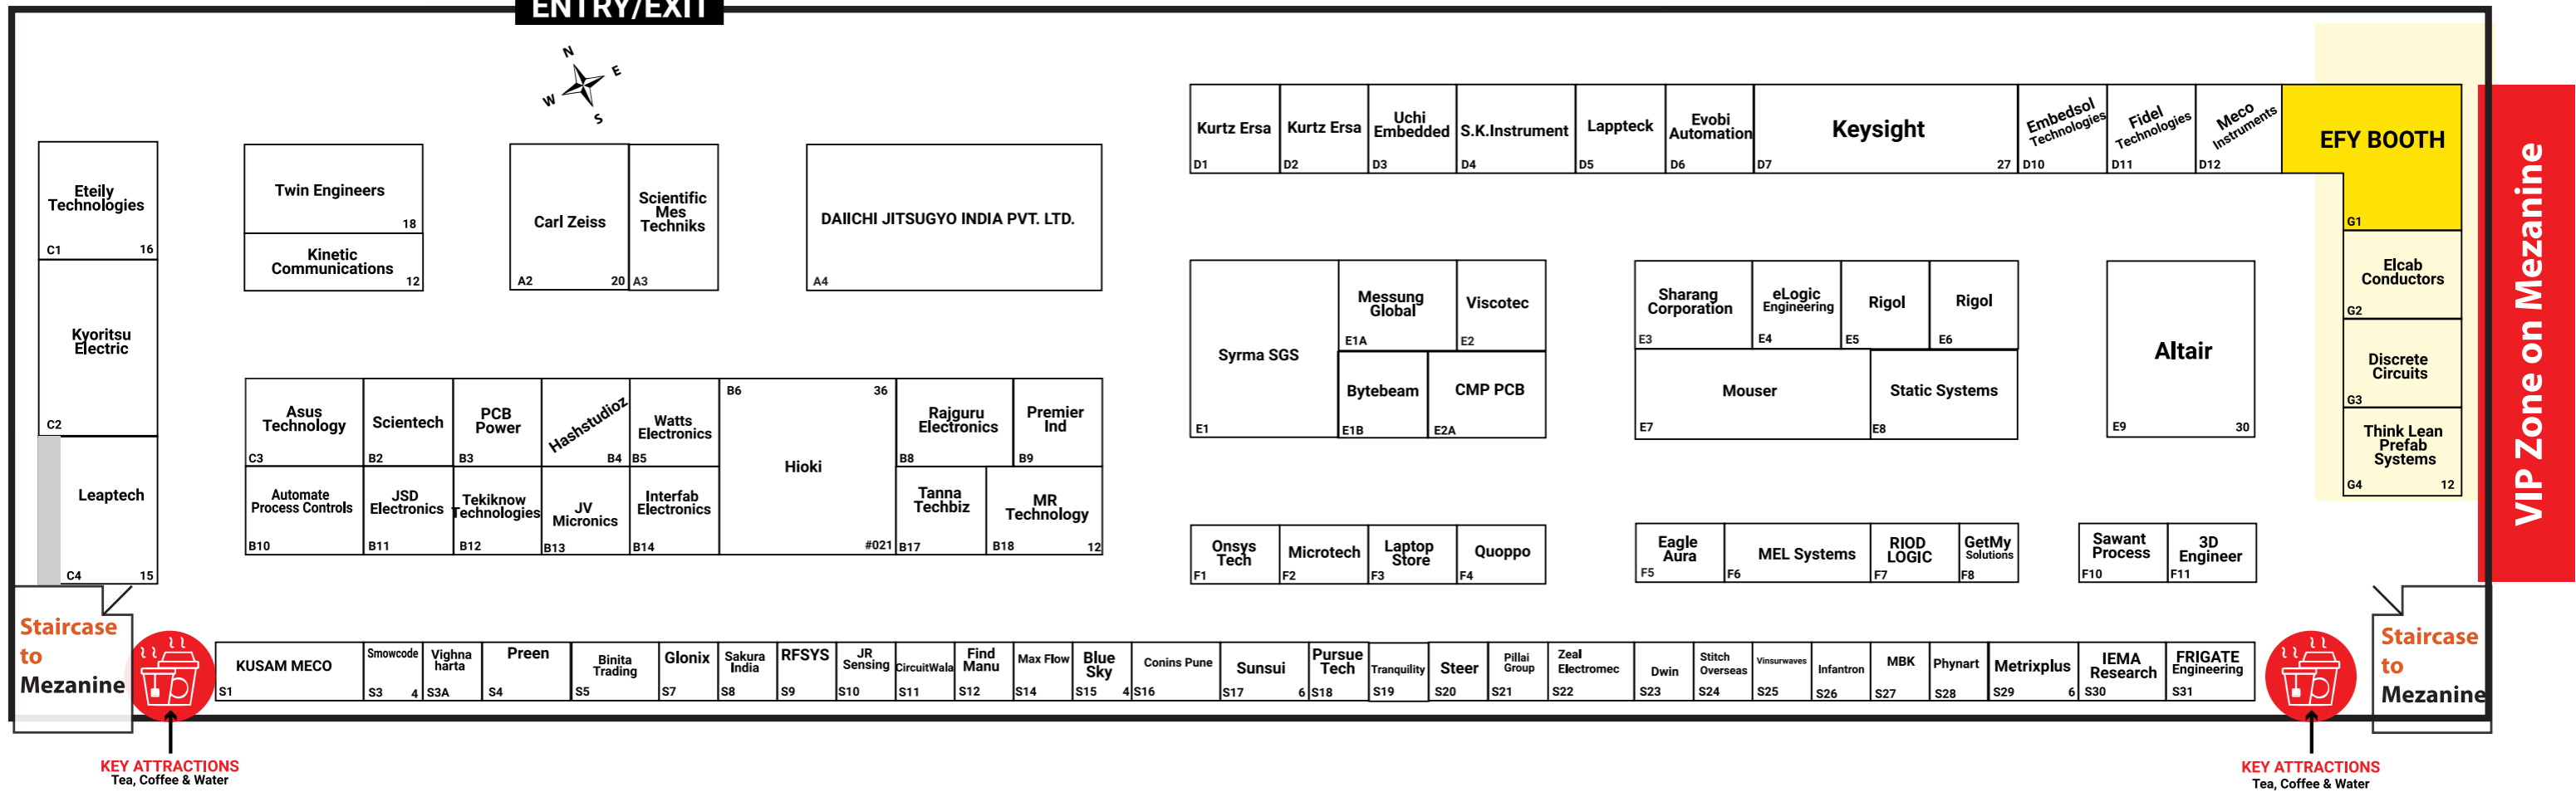 ENTRY/EXIT
N
E
W
S
Eteily
Technologies
C1 16
Kyoritsu
Electric
C2
Leaptech
C4 15
Twin Engineers
18
Kinetic
Communications
12
Carl Zeiss
A2 20
Scientific
Mes
Techniks
A3
DAIICHI JITSUGYO INDIA PVT. LTD.
A4
Asus
Technology
C3
Scientech
B2
PCB
Power
B3
Hashstudioz
B4
Watts
Electronics
B5
B6 36
Hioki
#021
Rajguru
Electronics
B8
Premier
Ind
B9
Automate
Process Controls
B10
JSD
Electronics
B11
Tekiknow
Technologies
B12
JV
Micronics
B13
Interfab
Electronics
B14
Tanna
Techbiz
B17
MR
Technology
B18 12
Kurtz Ersa
D1
Kurtz Ersa
D2
Uchi
Embedded
D3
S.K.Instrument
D4
Lappteck
D5
Evobi
Automation
D6
Keysight
D7 27
Embedsol
Technologies
D10
Fidel
Technologies
D11
Meco
Instruments
D12
EFY BOOTH
G1
Elcab
Conductors
G2
Discrete
Circuits
G3
Think Lean
Prefab
Systems
G4 12
VIP Zone on Mezanine
Syrma SGS
E1
Messung
Global
E1A
Viscotec
E2
Bytebeam
E1B
CMP PCB
E2A
Sharang
Corporation
E3
eLogic
Engineering
E4
Rigol
E5
Rigol
E6
Mouser
E7
Static Systems
E8
Altair
E9 30
Onsys
Tech
F1
Microtech
F2
Laptop
Store
F3
Quoppo
F4
Eagle
Aura
F5
MEL Systems
F6
RIOD
LOGIC
F7
GetMy
Solutions
F8
Sawant
Process
F10
3D
Engineer
F11
Staircase
to
Mezanine
KUSAM MECO
S1
Smowcode
S3 4
Vighna
harta
S3A
Preen
S4
Binita
Trading
S5
Glonix
S7
Sakura
India
S8
RFSYS
S9
JR
Sensing
S10
CircuitWala
S11
Find
Manu
S12
Max Flow
S14
Blue
Sky
S15 4
Conins Pune
S16
Sunsui
S17 6
Pursue
Tech
S18
Tranquility
S19
Steer
S20
Pillai
Group
S21
Zeal
Electromec
S22
Dwin
S23
Stitch
Overseas
S24
Vinsurwaves
S25
Infantron
S26
MBK
S27
Phynart
S28
Metrixplus
S29 6
IEMA
Research
S30
FRIGATE
Engineering
S31
Staircase
to
Mezanine
KEY ATTRACTIONS
Tea, Coffee & Water
KEY ATTRACTIONS
Tea, Coffee & Water